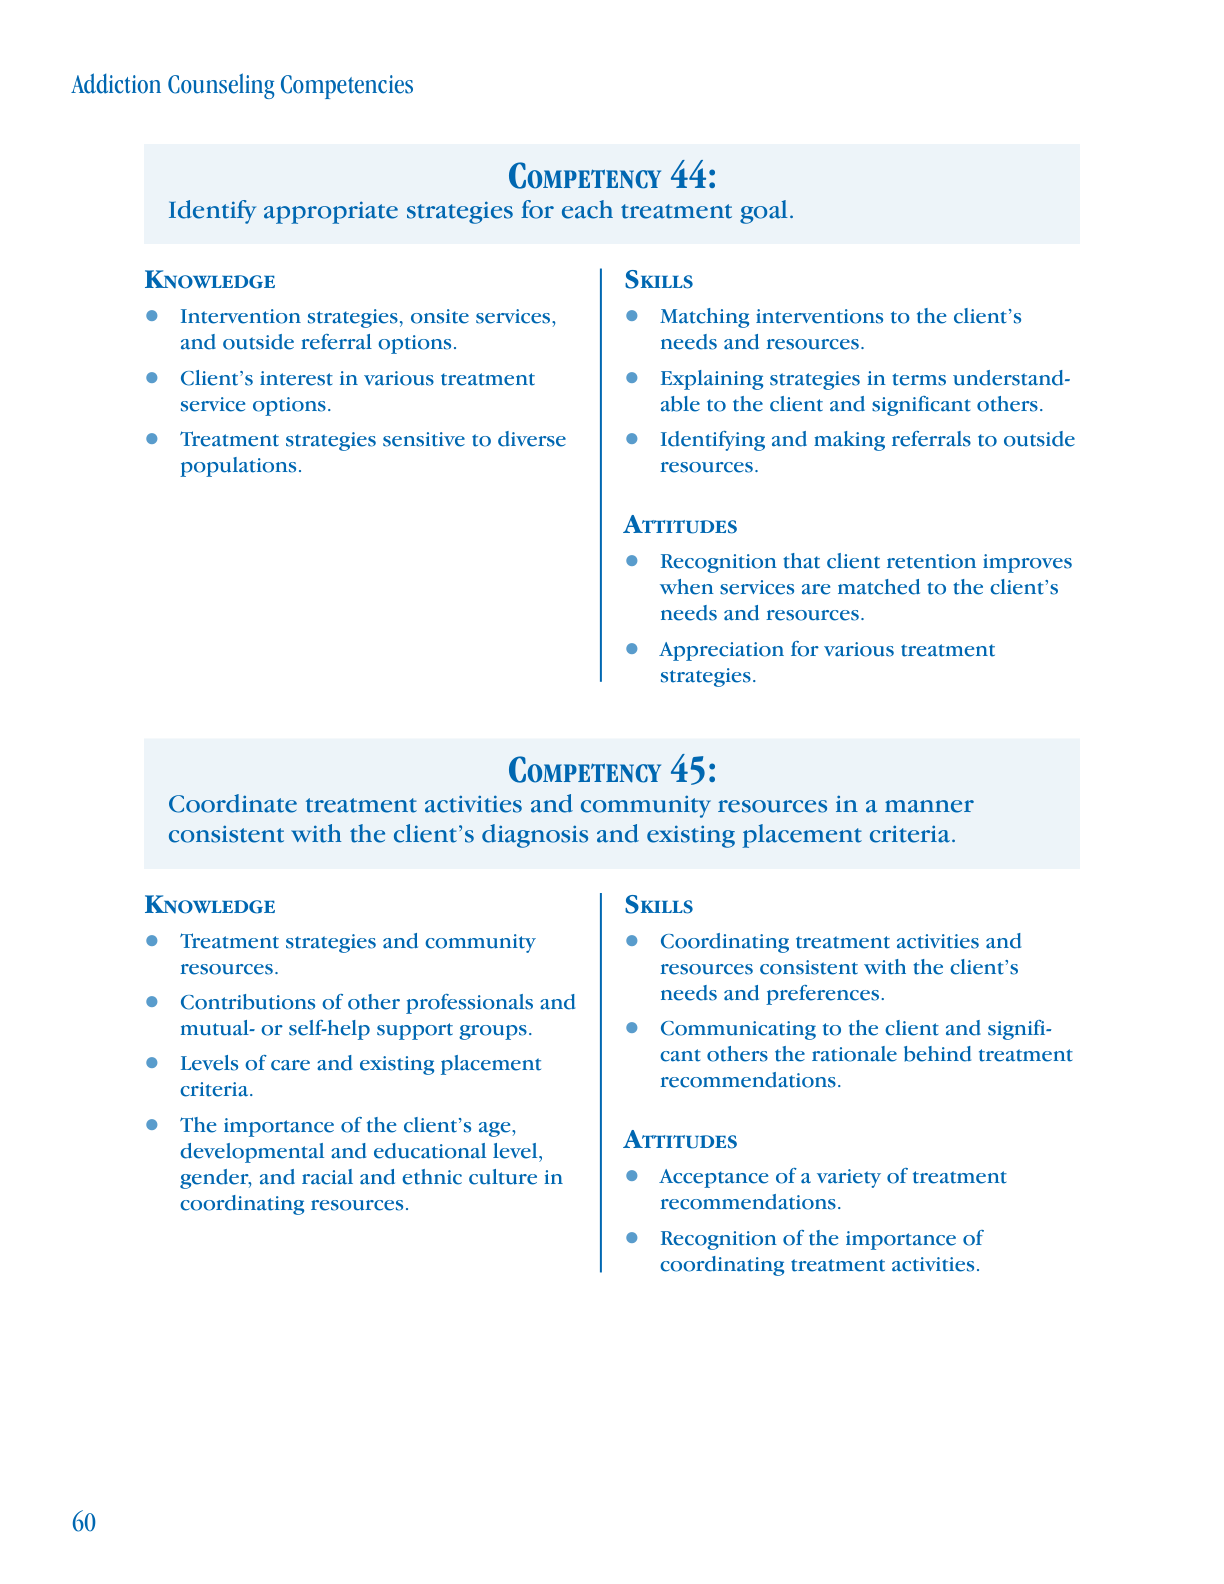 Addiction Counseling Competencies
Competency 44:
Identify appropriate strategies for each treatment goal.
Knowledge
● Intervention strategies, onsite services,
and outside referral options.
● Client’s interest in various treatment
service options.
● Treatment strategies sensitive to diverse
populations.
Skills
● Matching interventions to the client’s
needs and resources.
● Explaining strategies in terms understand-
able to the client and significant others.
● Identifying and making referrals to outside
resources.
Attitudes
● Recognition that client retention improves
when services are matched to the client’s
needs and resources.
● Appreciation for various treatment
strategies.
Competency 45:
Coordinate treatment activities and community resources in a manner
consistent with the client’s diagnosis and existing placement criteria.
Knowledge
● Treatment strategies and community
resources.
● Contributions of other professionals and
mutual- or self-help support groups.
● Levels of care and existing placement
criteria.
● The importance of the client’s age,
developmental and educational level,
gender, and racial and ethnic culture in
coordinating resources.
Skills
● Coordinating treatment activities and
resources consistent with the client’s
needs and preferences.
● Communicating to the client and signifi-
cant others the rationale behind treatment
recommendations.
Attitudes
● Acceptance of a variety of treatment
recommendations.
● Recognition of the importance of
coordinating treatment activities.
60